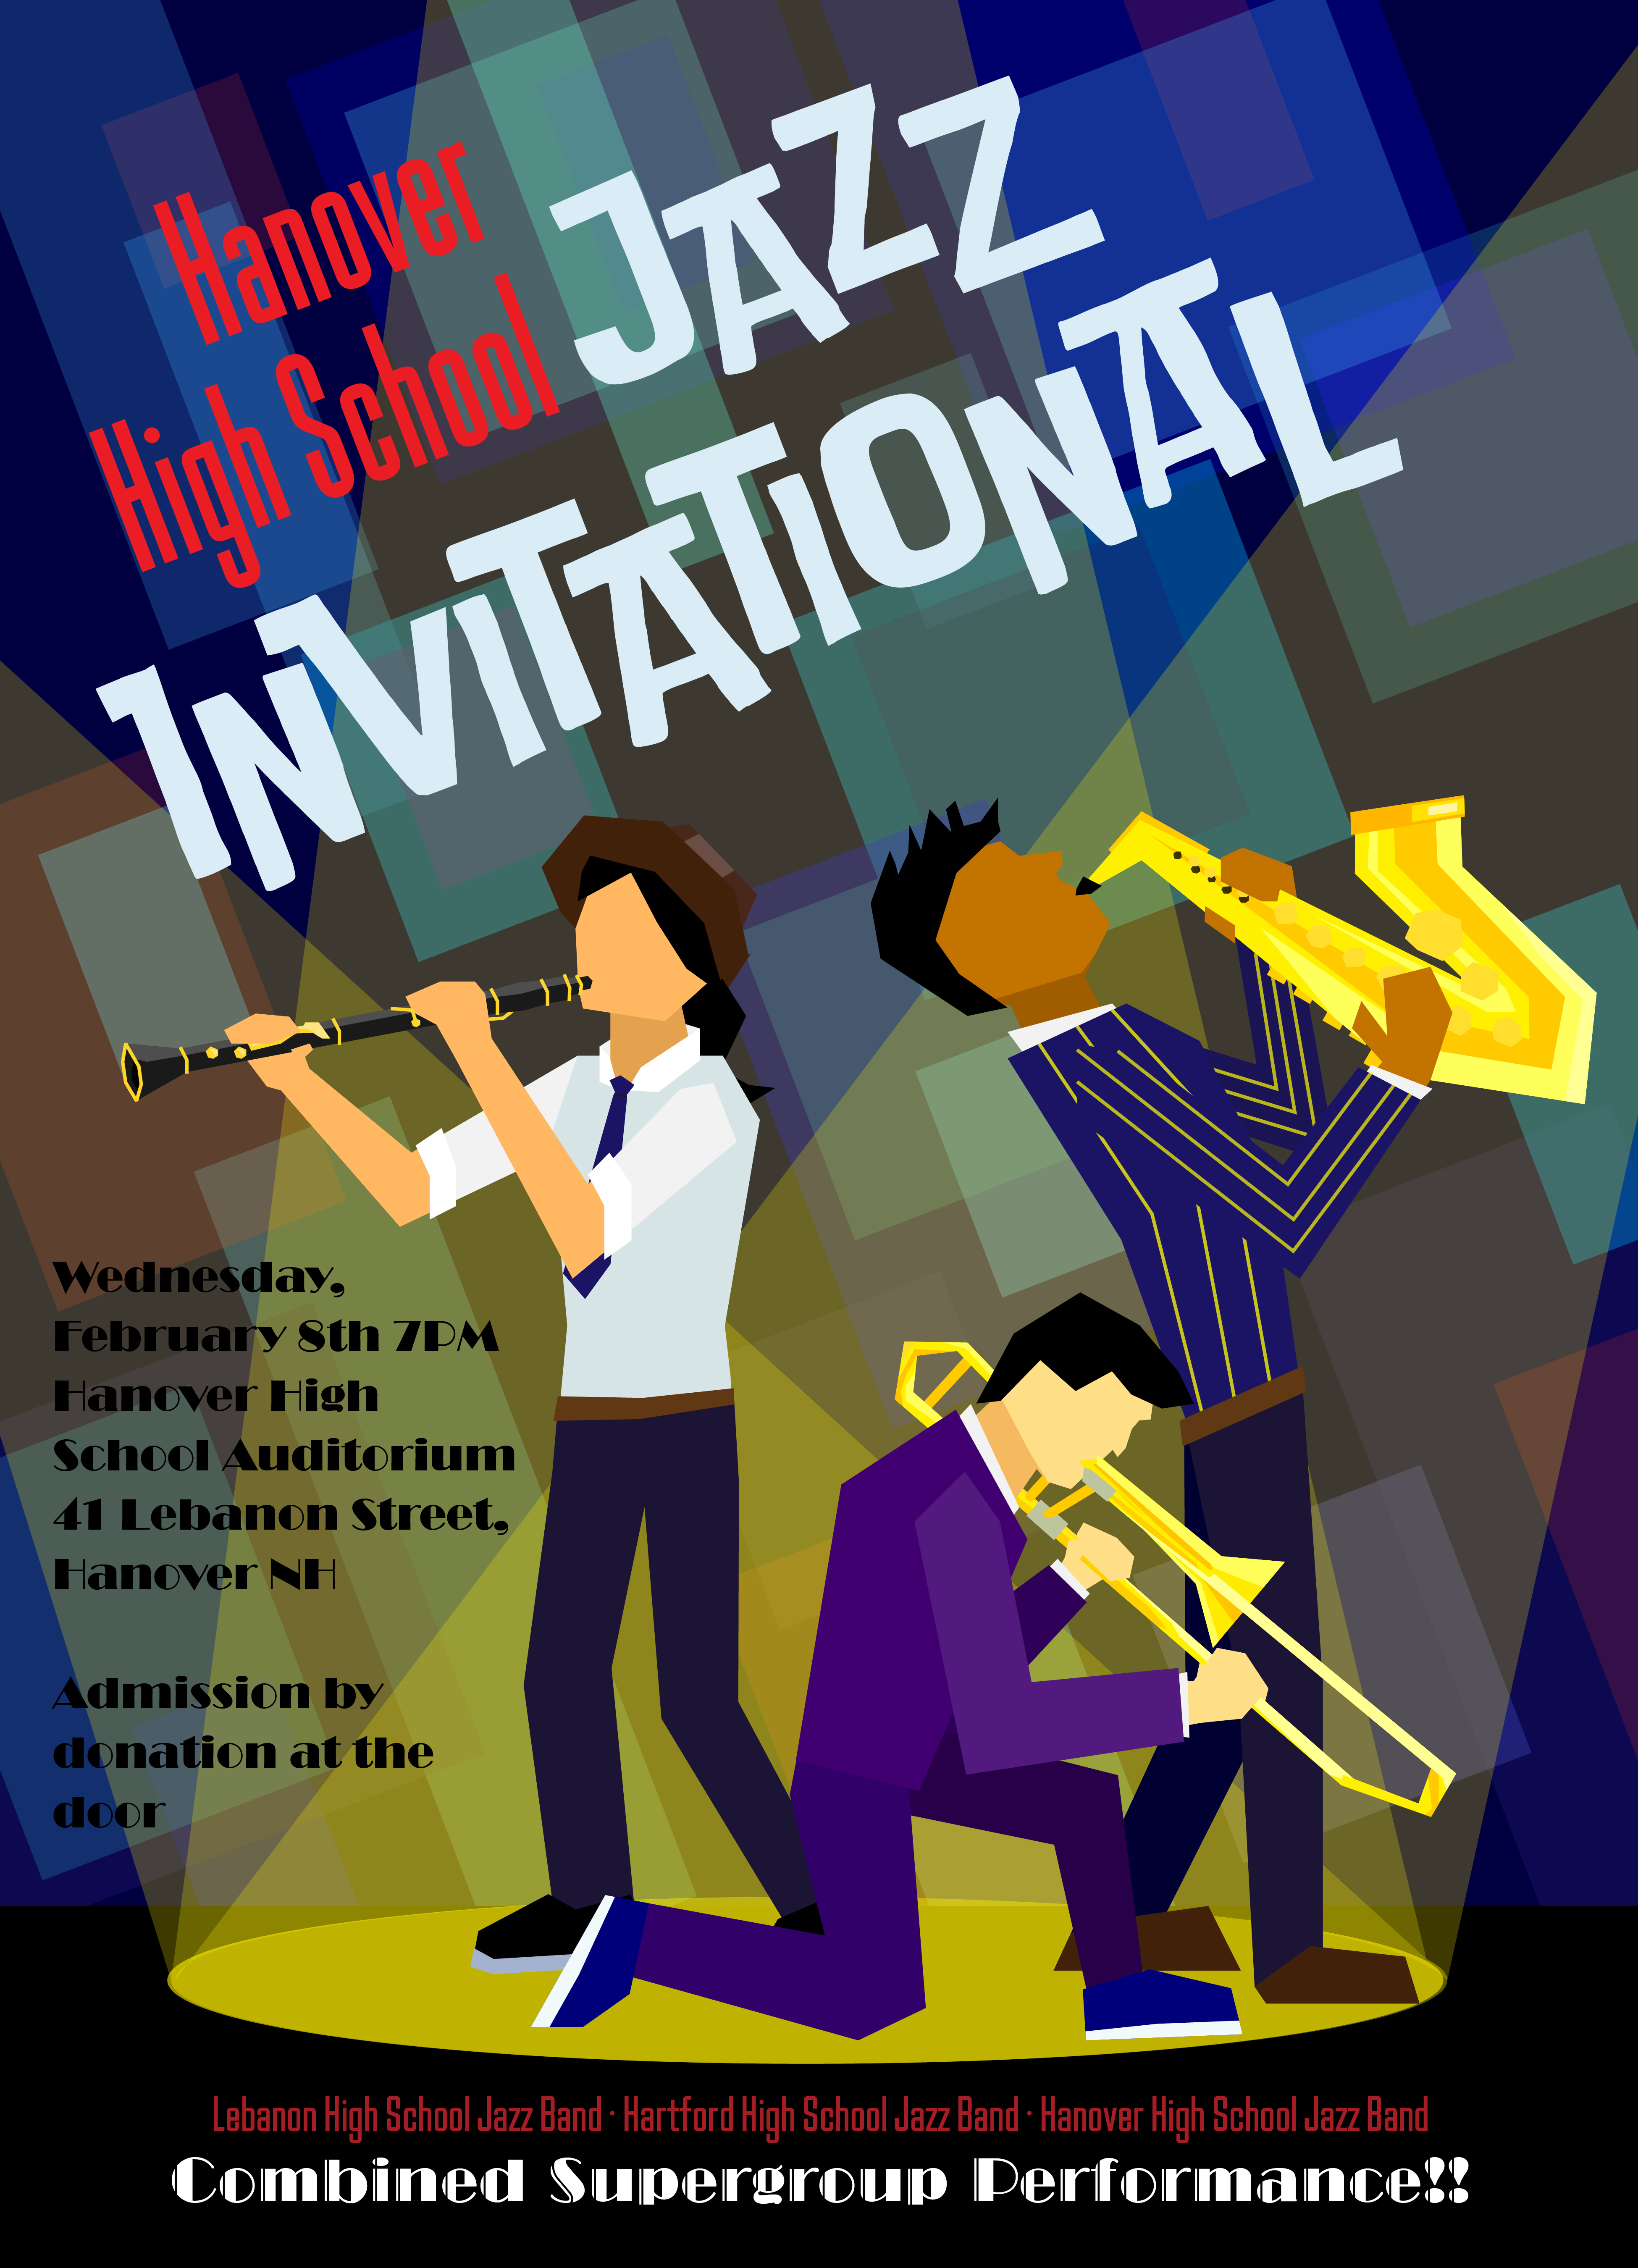 Hanover
High School
JAZZ
INViTATiONAL
Wednesday,
February 8th 7PM
Hanover High
School Auditorium
41 Lebanon Street,
Hanover NH
Admission by
donation at the
door
Lebanon High School Jazz Band · Hartford High School Jazz Band · Hanover High School Jazz Band
Combined Supergroup Performance!!